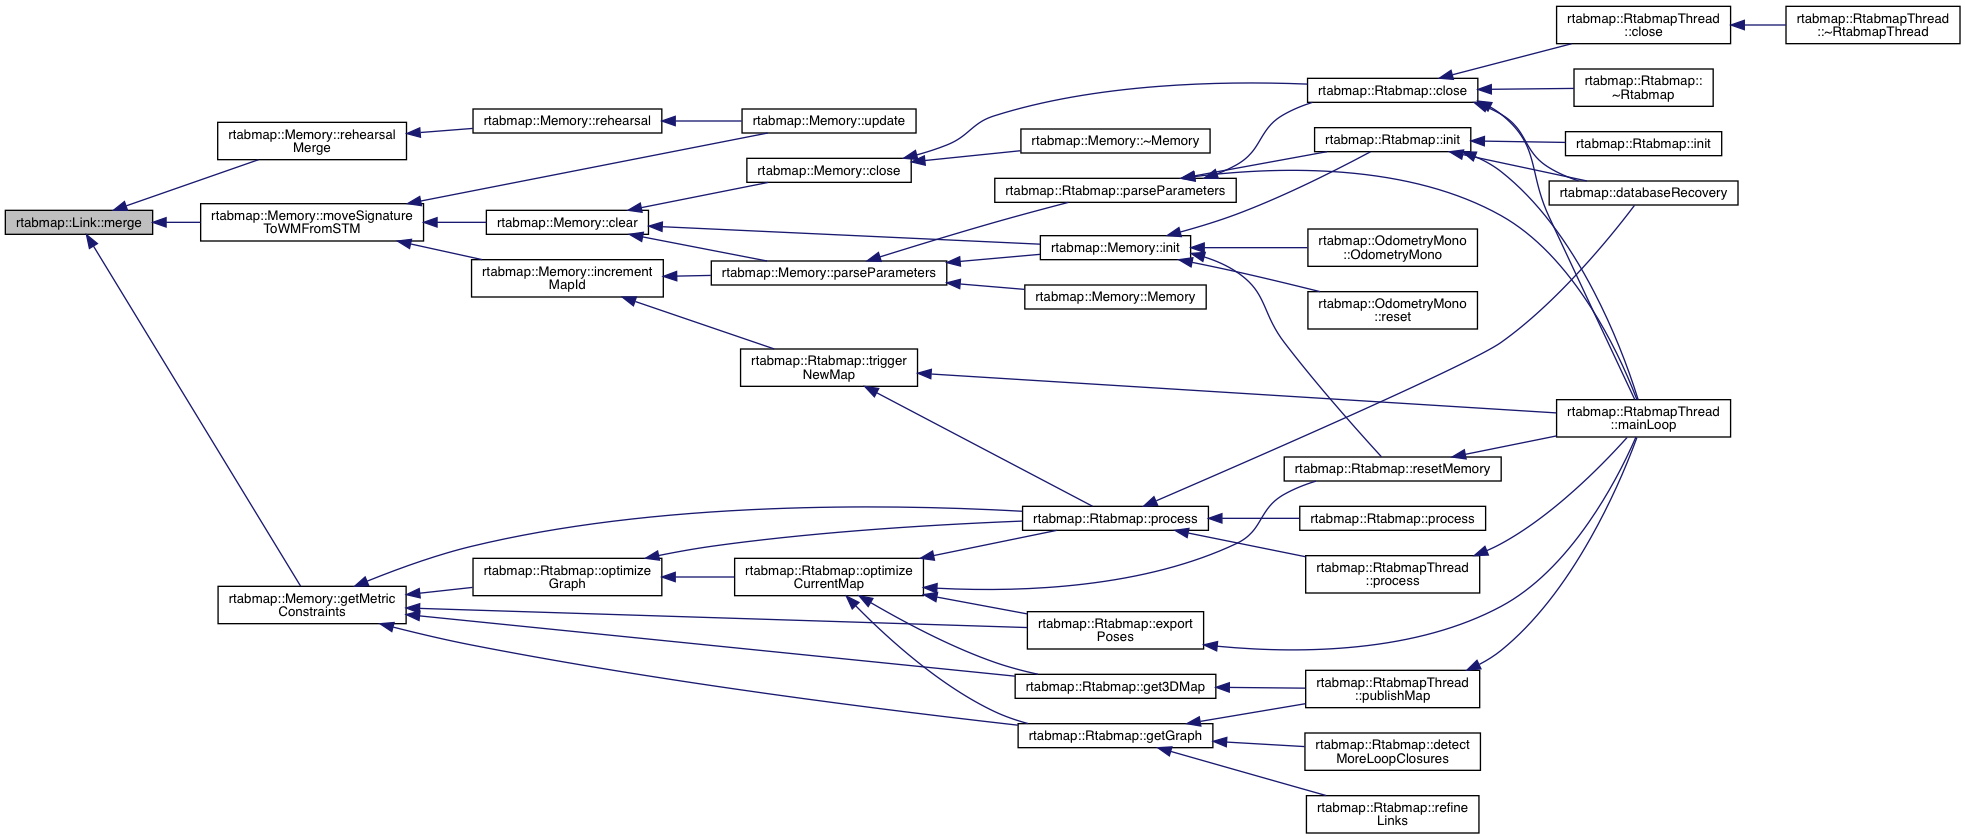 rtabmap::Link::merge
rtabmap::Memory::rehearsal
Merge
rtabmap::Memory::moveSignature
ToWMFromSTM
rtabmap::Memory::getMetric
Constraints
rtabmap::Memory::rehearsal
rtabmap::Memory::clear
rtabmap::Memory::increment
MapId
rtabmap::Rtabmap::optimize
Graph
rtabmap::Memory::update
rtabmap::Memory::close
rtabmap::Memory::parseParameters
rtabmap::Rtabmap::trigger
NewMap
rtabmap::Rtabmap::optimize
CurrentMap
rtabmap::Memory::~Memory
rtabmap::Rtabmap::parseParameters
rtabmap::Memory::init
rtabmap::Memory::Memory
rtabmap::Rtabmap::process
rtabmap::Rtabmap::export
Poses
rtabmap::Rtabmap::get3DMap
rtabmap::Rtabmap::getGraph
rtabmap::Rtabmap::close
rtabmap::Rtabmap::init
rtabmap::OdometryMono
::OdometryMono
rtabmap::OdometryMono
::reset
rtabmap::Rtabmap::resetMemory
rtabmap::Rtabmap::process
rtabmap::RtabmapThread
::process
rtabmap::RtabmapThread
::publishMap
rtabmap::Rtabmap::detect
MoreLoopClosures
rtabmap::Rtabmap::refine
Links
rtabmap::RtabmapThread
::close
rtabmap::Rtabmap::
~Rtabmap
rtabmap::Rtabmap::init
rtabmap::databaseRecovery
rtabmap::RtabmapThread
::mainLoop
rtabmap::RtabmapThread
::~RtabmapThread